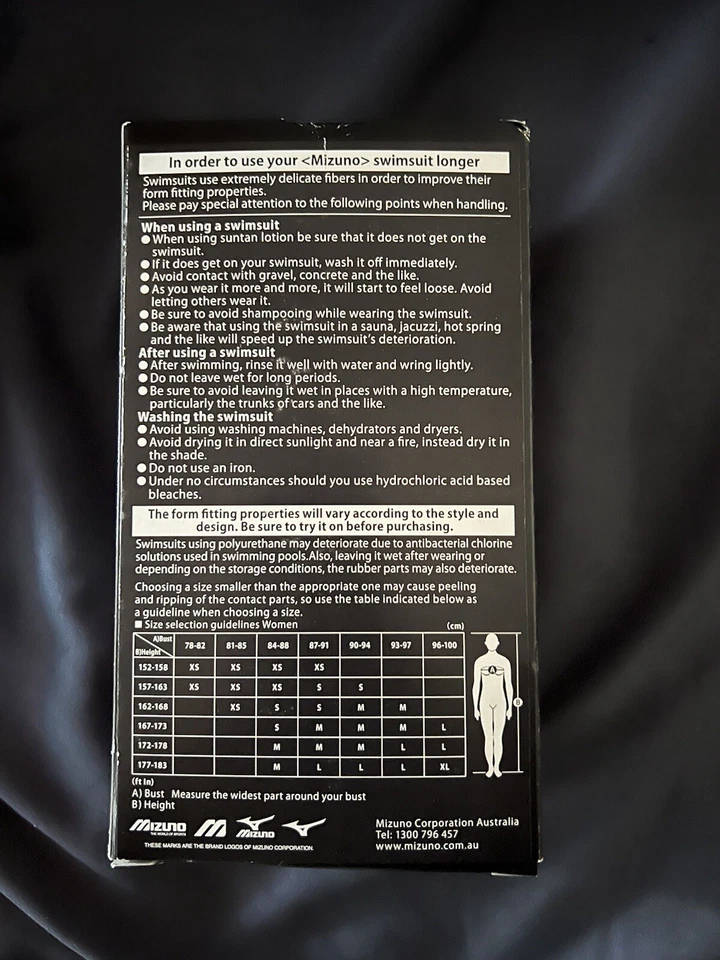 In order to use your <Mizuno> swimsuit longer
Swimsuits use extremely delicate fibers in order to improve their
form fitting properties.
Please pay special attention to the following points when handling.
When using a swimsuit
● When using suntan lotion be sure that it does not get on the
swimsuit.
● If it does get on your swimsuit, wash it off immediately.
● Avoid contact with gravel, concrete and the like.
● As you wear it more and more, it will start to feel loose. Avoid
letting others wear it.
● Be sure to avoid shampooing while wearing the swimsuit.
● Be aware that using the swimsuit in a sauna, jacuzzi, hot spring
and the like will speed up the swimsuit's deterioration.
After using a swimsuit
● After swimming, rinse it well with water and wring lightly.
● Do not leave wet for long periods.
● Be sure to avoid leaving it wet in places with a high temperature,
particularly the trunks of cars and the like.
Washing the swimsuit
● Avoid using washing machines, dehydrators and dryers.
● Avoid drying it in direct sunlight and near a fire, instead dry it in
the shade.
● Do not use an iron.
● Under no circumstances should you use hydrochloric acid based
bleaches.
The form fitting properties will vary according to the style and
design. Be sure to try it on before purchasing.
Swimsuits using polyurethane may deteriorate due to antibacterial chlorine
solutions used in swimming pools.Also, leaving it wet after wearing or
depending on the storage conditions, the rubber parts may also deteriorate.
Choosing a size smaller than the appropriate one may cause peeling
and ripping of the contact parts, so use the table indicated below as
a guideline when choosing a size.
■ Size selection guidelines Women (cm)
A)Bust B)Height 78-82 81-85 84-88 87-91 90-94 93-97 96-100
152-158 XS XS XS XS
157-163 XS XS XS S S
162-168 XS S S M M
167-173 S M M M L
172-178 M M M L L
177-183 M L L L XL
A
B
(ft in)
A) Bust Measure the widest part around your bust
B) Height
MIZUNO
THE WORLD OF SPORTS
MIZUNO
THESE MARKS ARE THE BRAND LOGOS OF MIZUNO CORPORATION.
Mizuno Corporation Australia
Tel: 1300 796 457
www.mizuno.com.au